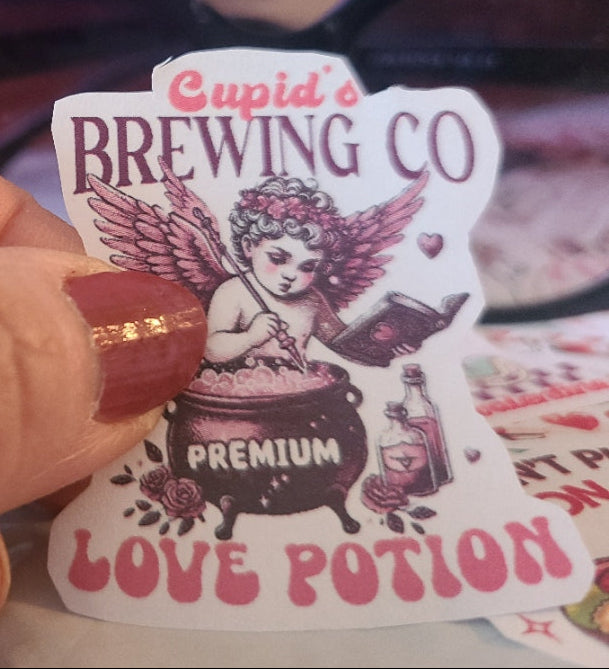 Cupid's
BREWING CO
PREMIUM
LOVE POTION